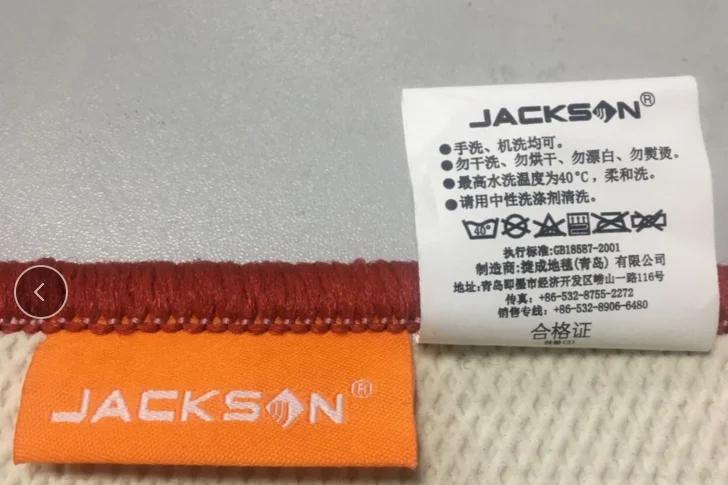 JACKSON®
●手洗、机洗均可。
●勿干洗、勿烘干、勿漂白、勿熨烫。
●最高水洗温度为40°C，柔和洗。
●请用中性洗涤剂清洗。
40°
执行标准:GB18587-2001
制造商:捷成地毯(青岛) 有限公司
地址:青岛即墨市经济开发区崂山一路116号
传真: +86-532-8755-2272
销售专线: +86-532-8906-6480
合格证
JACKSON®